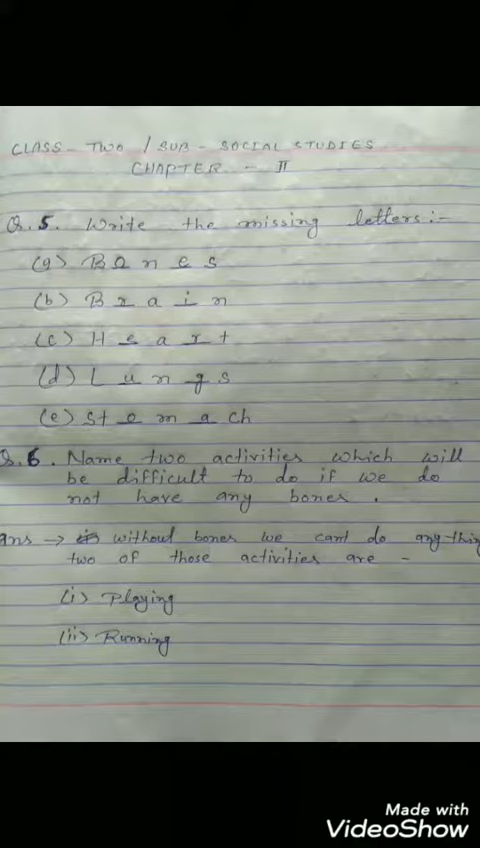 CLASS - TWO / SUB - SOCIAL STUDIES
CHAPTER - II
Q.5. Write the missing letters :-
(a) B o n e s
(b) B r a i n
(c) H e a r t
(d) L u n g s
(e) St o m a ch
Q.6. Name two activities which will
be difficult to do if we do
not have any bones .
Ans → without bones we cant do any thin
two of those activities are -
(i) Playing
(ii) Running
Made with
VideoShow